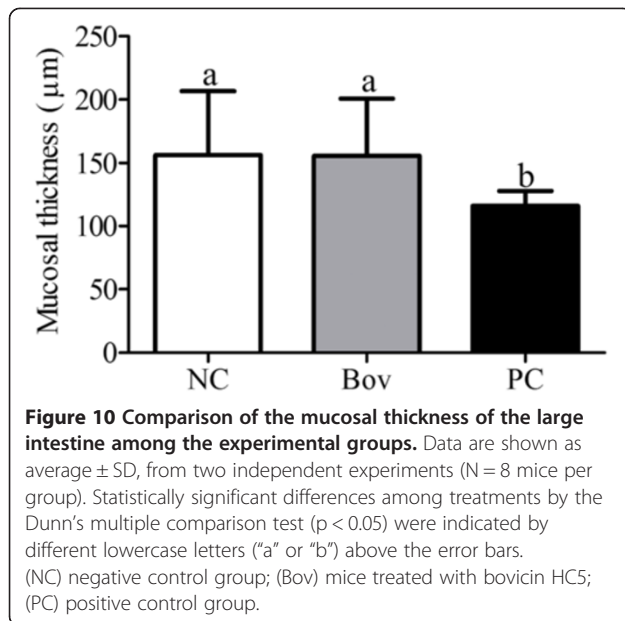 250
200
150
100
50
0
Mucosal thickness (µm)
a
a
b
NC Bov PC
Figure 10 Comparison of the mucosal thickness of the large
intestine among the experimental groups. Data are shown as
average ± SD, from two independent experiments (N = 8 mice per
group). Statistically significant differences among treatments by the
Dunn's multiple comparison test (p < 0.05) were indicated by
different lowercase letters ("a" or "b") above the error bars.
(NC) negative control group; (Bov) mice treated with bovicin HC5;
(PC) positive control group.